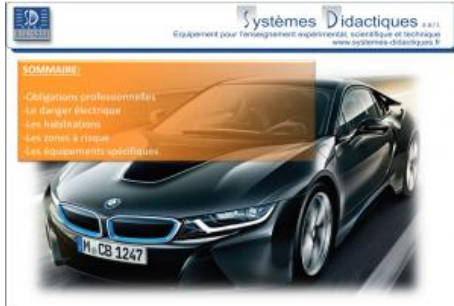 Systèmes Didactiques s.a.r.l.
Equipement pour l'enseignement expérimental, scientifique et technique
www.systemes-didactiques.fr
SOMMAIRE:
-Obligations professionnelles
-Le danger électrique
-Les habilitations
-Les zones à risque
-Les équipements spécifiques
M CB 1247